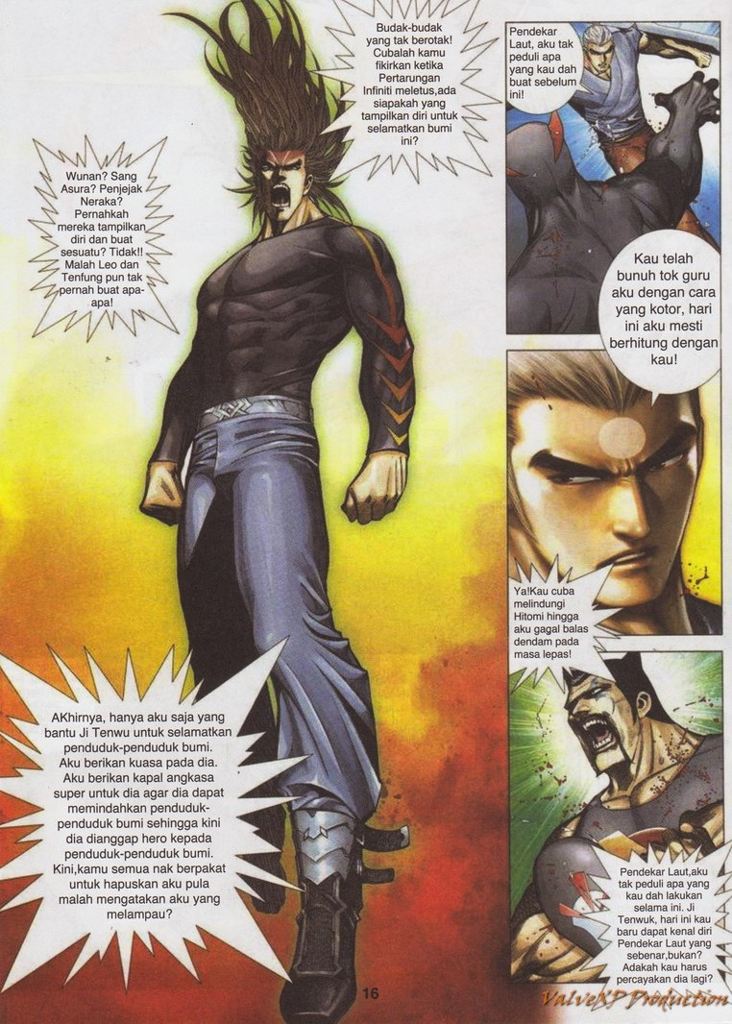 Budak-budak
yang tak berotak!
Cubalah kamu
fikirkan ketika
Pertarungan
Infiniti meletus,ada
siapakah yang
tampilkan diri untuk
selamatkan bumi
ini?
Wunan? Sang
Asura? Penjejak
Neraka?
Pernahkah
mereka tampilkan
diri dan buat
sesuatu? Tidak!!
Malah Leo dan
Tenfung pun tak
pernah buat apa-
apa!
AKhirnya, hanya aku saja yang
bantu Ji Tenwu untuk selamatkan
penduduk-penduduk bumi.
Aku berikan kuasa pada dia.
Aku berikan kapal angkasa
super untuk dia agar dia dapat
memindahkan penduduk-
penduduk bumi sehingga kini
dia dianggap hero kepada
penduduk-penduduk bumi.
Kini,kamu semua nak berpakat
untuk hapuskan aku pula
malah mengatakan aku yang
melampau?
Pendekar
Laut, aku tak
peduli apa
yang kau dah
buat sebelum
ini!
Kau telah
bunuh tok guru
aku dengan cara
yang kotor, hari
ini aku mesti
berhitung dengan
kau!
Ya!Kau cuba
melindungi
Hitomi hingga
aku gagal balas
dendam pada
masa lepas!
Pendekar Laut,aku
tak peduli apa yang
kau dah lakukan
selama ini. Ji
Tenwuk, hari ini kau
baru dapat kenal diri
Pendekar Laut yang
sebenar,bukan?
Adakah kau harus
percayakan dia lagi?
16
ValveXP Production